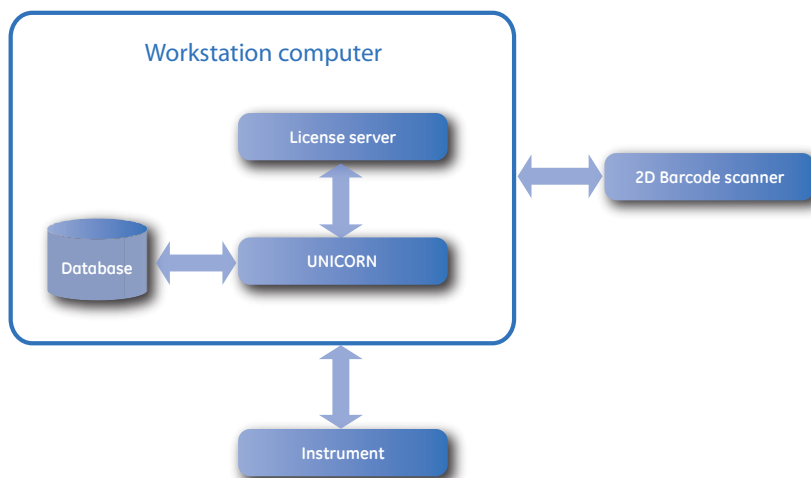 Workstation computer
License server
2D Barcode scanner
Database
UNICORN
Instrument